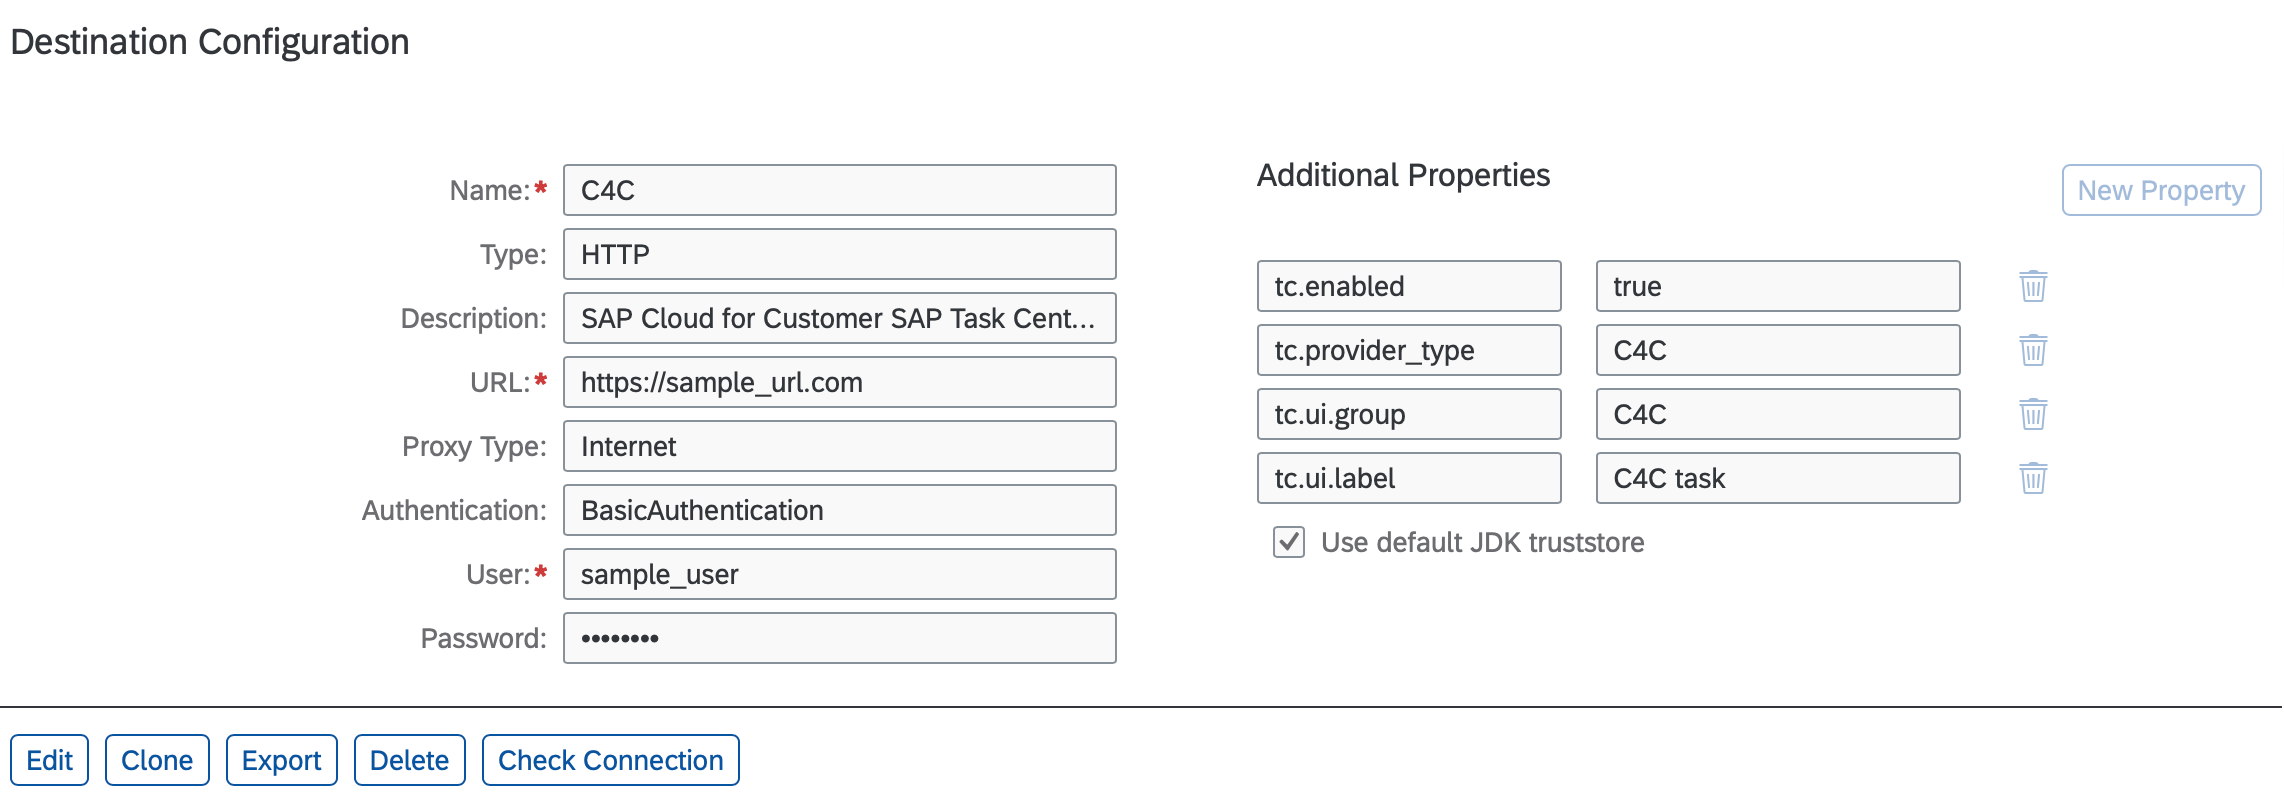 Destination Configuration
Name:* C4C
Type: HTTP
Description: SAP Cloud for Customer SAP Task Cent...
URL:* https://sample_url.com
Proxy Type: Internet
Authentication: BasicAuthentication
User:* sample_user
Password: ••••••••
Additional Properties
New Property
tc.enabled true
tc.provider_type C4C
tc.ui.group C4C
tc.ui.label C4C task
Use default JDK truststore
Edit Clone Export Delete Check Connection